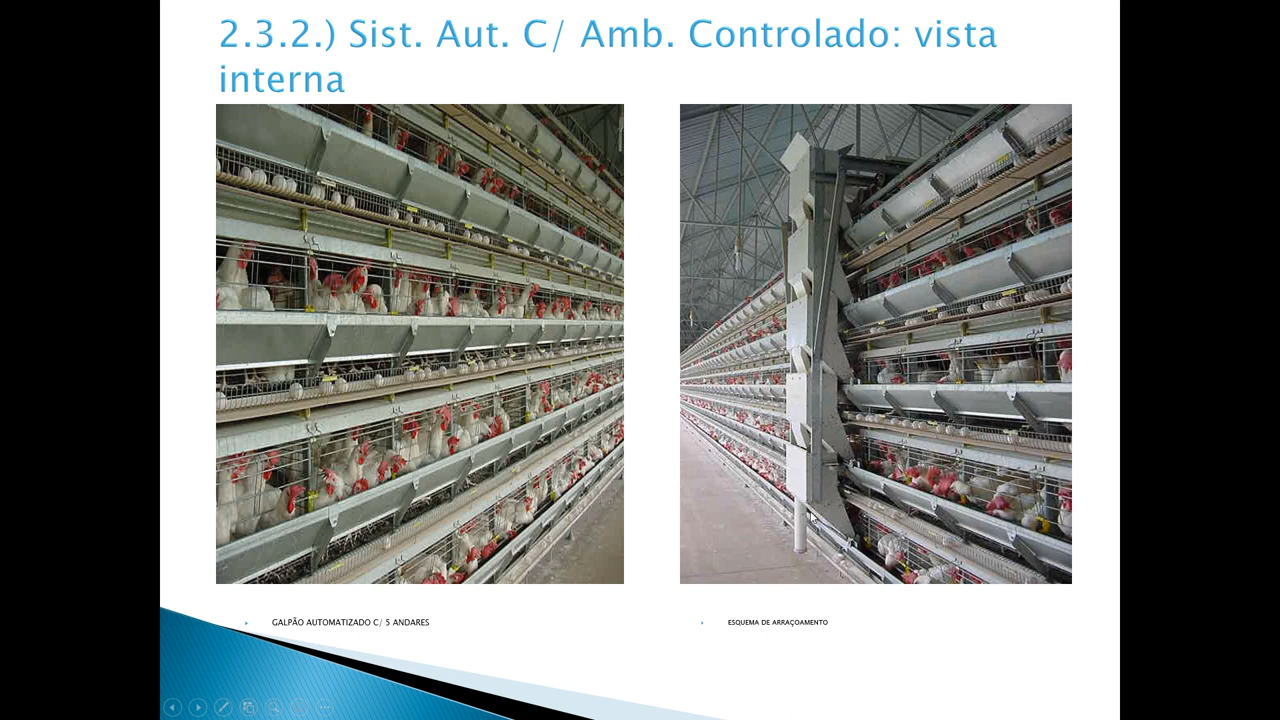 2.3.2.) Sist. Aut. C/ Amb. Controlado: vista
interna
GALPÃO AUTOMATIZADO C/ 5 ANDARES
ESQUEMA DE ARRAÇOAMENTO